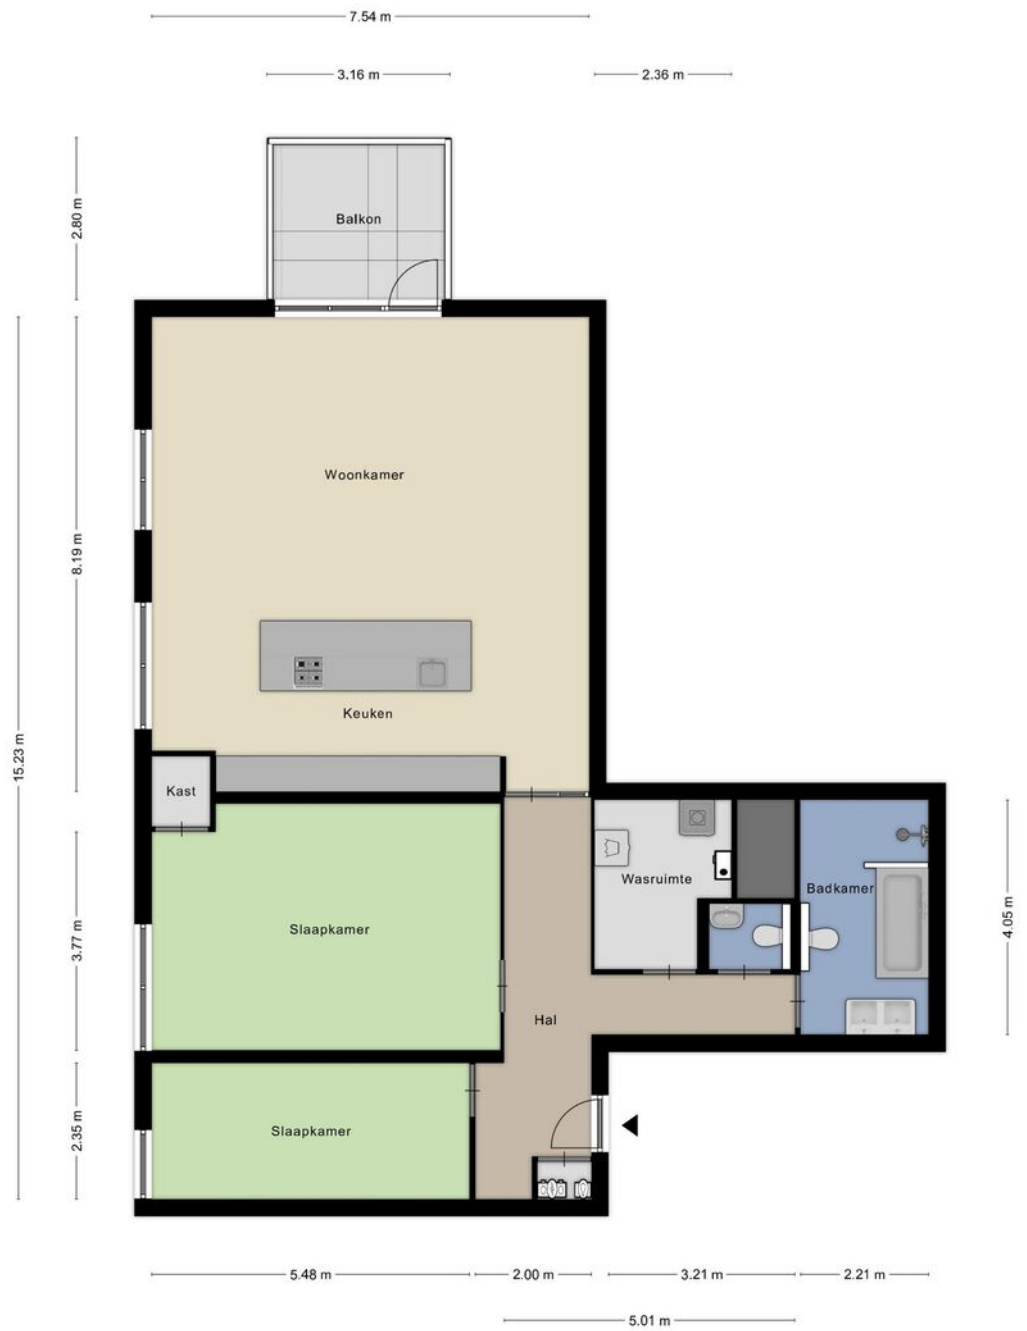 7.54 m
3.16 m
2.36 m
2.80 m
Balkon
Woonkamer
8.19 m
15.23 m
Keuken
Kast
Wasruimte
Badkamer
4.05 m
3.77 m
Slaapkamer
Hal
2.35 m
Slaapkamer
5.48 m
2.00 m
3.21 m
2.21 m
5.01 m